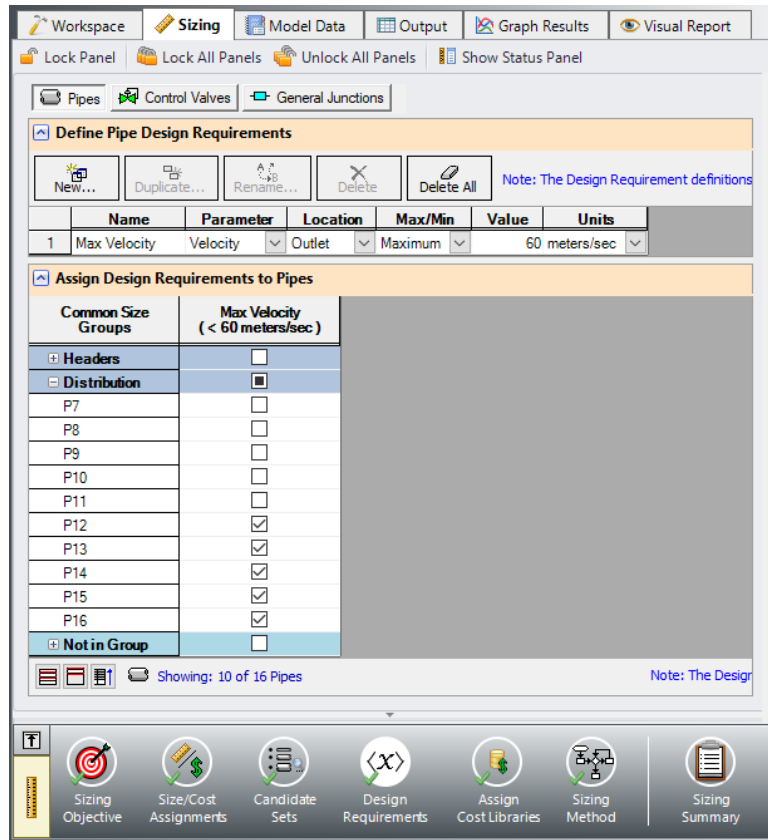 Workspace Sizing Model Data Output Graph Results Visual Report
Lock Panel Lock All Panels Unlock All Panels Show Status Panel
Pipes Control Valves General Junctions
Define Pipe Design Requirements
New... Duplicate... Rename... Delete Delete All Note: The Design Requirement definitions
Name Parameter Location Max/Min Value Units
1 Max Velocity Velocity Outlet Maximum 60 meters/sec
Assign Design Requirements to Pipes
Common Size Max Velocity
Groups ( < 60 meters/sec )
Headers
Distribution
P7
P8
P9
P10
P11
P12
P13
P14
P15
P16
Not in Group
Showing: 10 of 16 Pipes Note: The Desig
Sizing Size/Cost Candidate Design Assign Sizing Sizing
Objective Assignments Sets Requirements Cost Libraries Method Summary